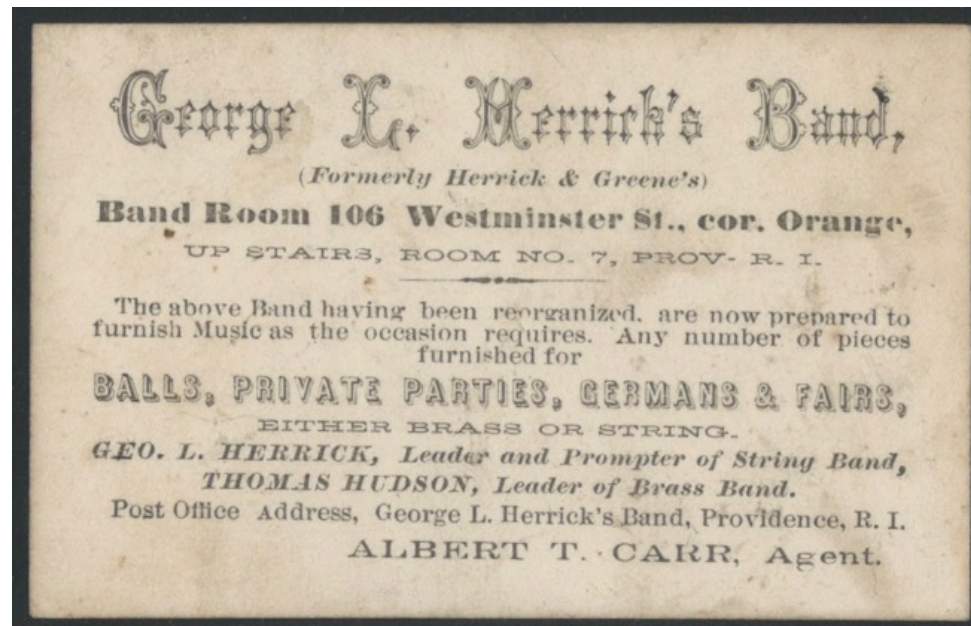 George L. Herrick's Band,
(Formerly Herrick & Greene's)
Band Room 106 Westminster St., cor. Orange,
UP STAIRS, ROOM NO. 7, PROV- R. I.
The above Band having been reorganized. are now prepared to
furnish Music as the occasion requires. Any number of pieces
furnished for
BALLS, PRIVATE PARTIES, GERMANS & FAIRS,
EITHER BRASS OR STRING.
GEO. L. HERRICK, Leader and Prompter of String Band,
THOMAS HUDSON, Leader of Brass Band.
Post Office Address, George L. Herrick's Band, Providence, R. I.
ALBERT T. CARR, Agent.